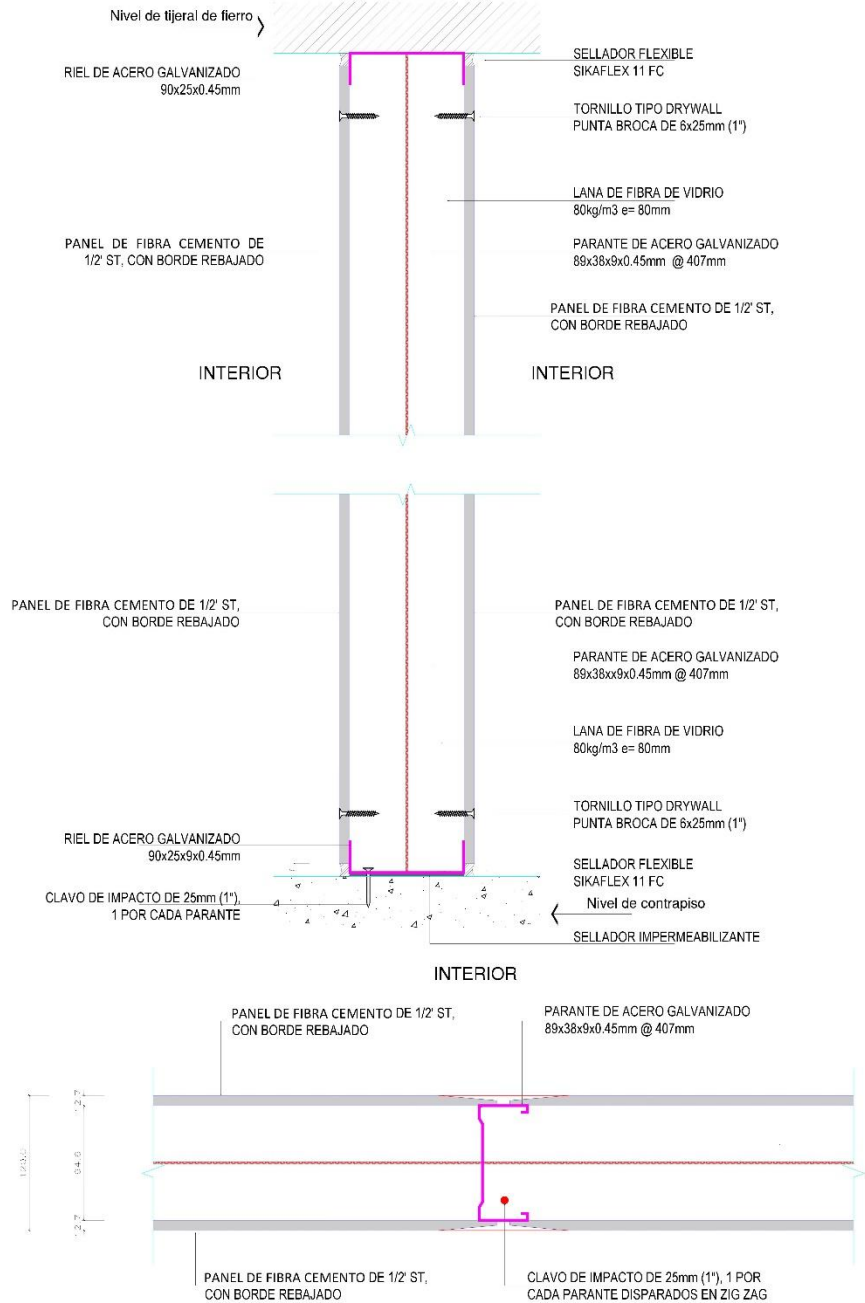 Nivel de tijeral de fierro
RIEL DE ACERO GALVANIZADO
90x25x0.45mm
SELLADOR FLEXIBLE
SIKAFLEX 11 FC
TORNILLO TIPO DRYWALL
PUNTA BROCA DE 6x25mm (1")
LANA DE FIBRA DE VIDRIO
80kg/m3 e= 80mm
PANEL DE FIBRA CEMENTO DE
1/2' ST, CON BORDE REBAJADO
PARANTE DE ACERO GALVANIZADO
89x38x9x0.45mm @ 407mm
PANEL DE FIBRA CEMENTO DE 1/2' ST,
CON BORDE REBAJADO
INTERIOR
INTERIOR
PANEL DE FIBRA CEMENTO DE 1/2' ST,
CON BORDE REBAJADO
PANEL DE FIBRA CEMENTO DE 1/2' ST,
CON BORDE REBAJADO
PARANTE DE ACERO GALVANIZADO
89x38xx9x0.45mm @ 407mm
LANA DE FIBRA DE VIDRIO
80kg/m3 e= 80mm
TORNILLO TIPO DRYWALL
PUNTA BROCA DE 6x25mm (1")
RIEL DE ACERO GALVANIZADO
90x25x9x0.45mm
SELLADOR FLEXIBLE
SIKAFLEX 11 FC
CLAVO DE IMPACTO DE 25mm (1"),
1 POR CADA PARANTE
Nivel de contrapiso
SELLADOR IMPERMEABILIZANTE
INTERIOR
PANEL DE FIBRA CEMENTO DE 1/2' ST,
CON BORDE REBAJADO
PARANTE DE ACERO GALVANIZADO
89x38x9x0.45mm @ 407mm
12.7
12.7
PANEL DE FIBRA CEMENTO DE 1/2' ST,
CON BORDE REBAJADO
CLAVO DE IMPACTO DE 25mm (1"), 1 POR
CADA PARANTE DISPARADOS EN ZIG ZAG